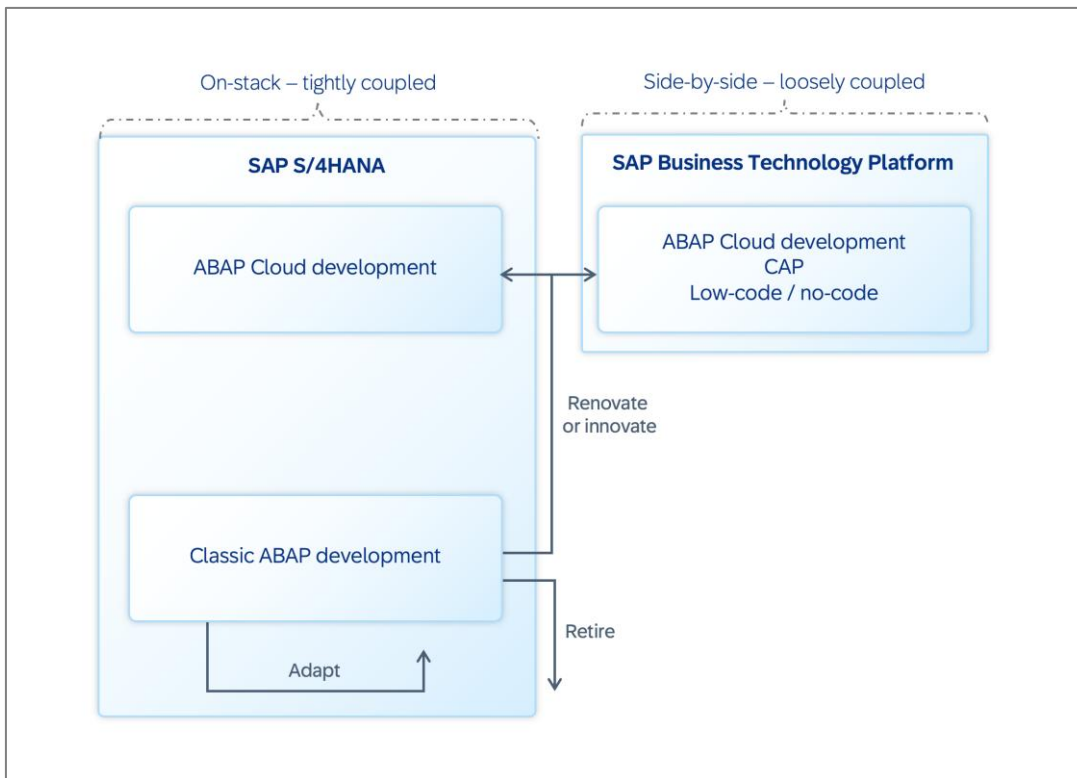 On-stack – tightly coupled
Side-by-side – loosely coupled
SAP S/4HANA
SAP Business Technology Platform
ABAP Cloud development
ABAP Cloud development
CAP
Low-code / no-code
Renovate
or innovate
Classic ABAP development
Retire
Adapt